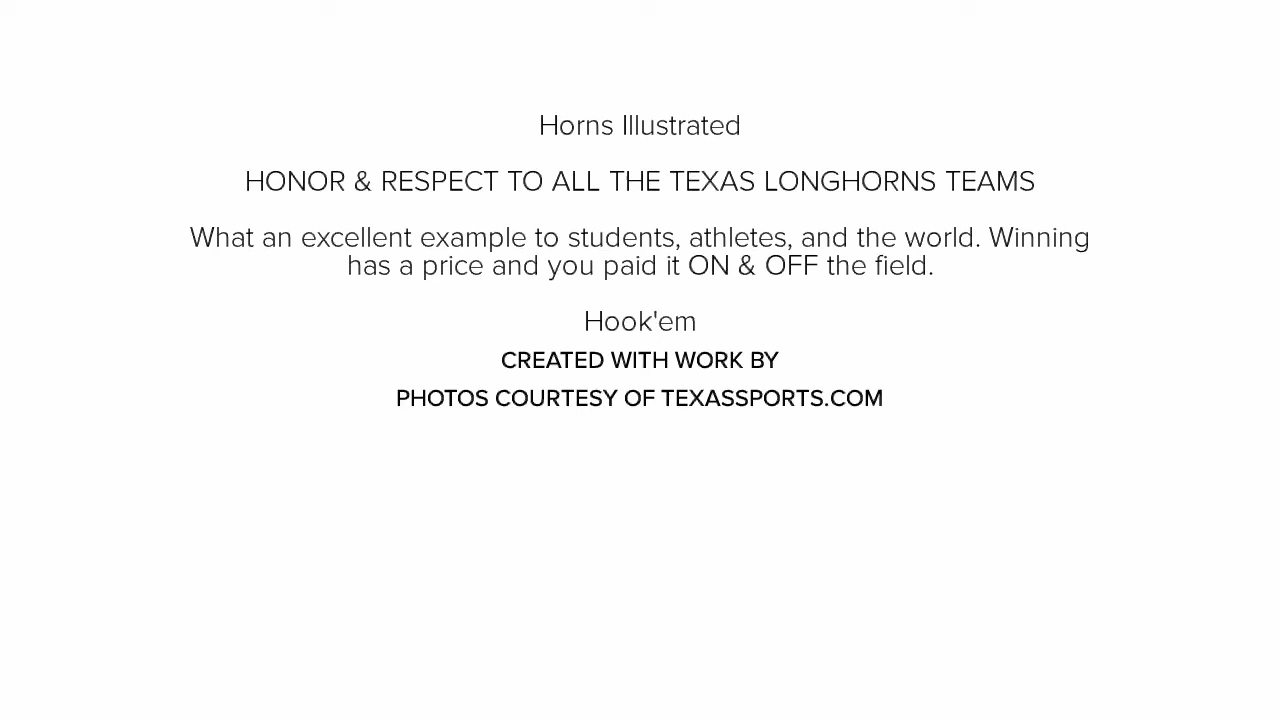 Horns Illustrated
HONOR & RESPECT TO ALL THE TEXAS LONGHORNS TEAMS
What an excellent example to students, athletes, and the world. Winning
has a price and you paid it ON & OFF the field.
Hook'em
CREATED WITH WORK BY
PHOTOS COURTESY OF TEXASSPORTS.COM